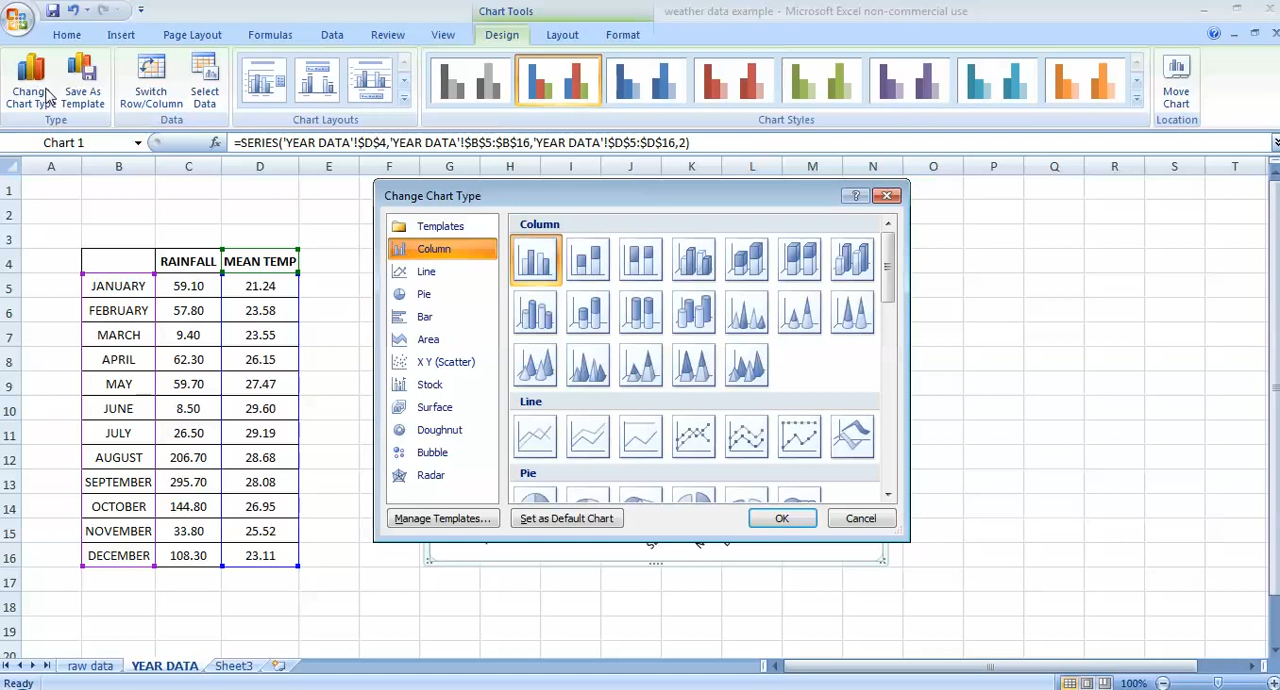 Chart Tools
weather data example - Microsoft Excel non-commercial use
Home Insert Page Layout Formulas Data Review View Design Layout Format
Change Chart Type
Save As Template
Switch Row/Column
Select Data
Move Chart
Type Data Chart Layouts Chart Styles Location
Chart 1 fx =SERIES('YEAR DATA'!$D$4,'YEAR DATA'!$B$5:$B$16,'YEAR DATA'!$D$5:$D$16,2)
A B C D E F G H I J K L M N O P Q R S T
1
2
3
4 RAINFALL MEAN TEMP
5 JANUARY 59.10 21.24
6 FEBRUARY 57.80 23.58
7 MARCH 9.40 23.55
8 APRIL 62.30 26.15
9 MAY 59.70 27.47
10 JUNE 8.50 29.60
11 JULY 26.50 29.19
12 AUGUST 206.70 28.68
13 SEPTEMBER 295.70 28.08
14 OCTOBER 144.80 26.95
15 NOVEMBER 33.80 25.52
16 DECEMBER 103.30 23.11
17
18
19
20
Change Chart Type
Templates
Column
Line
Pie
Bar
Area
X Y (Scatter)
Stock
Surface
Doughnut
Bubble
Radar
Column
Line
Pie
Manage Templates... Set as Default Chart OK Cancel
raw data YEAR DATA Sheet3
Ready 100%